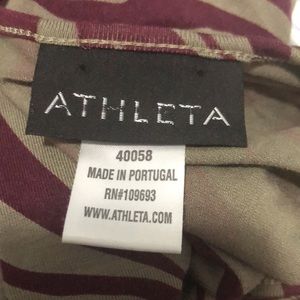 ATHLETA
40058
MADE IN PORTUGAL
RN#109693
WWW.ATHLETA.COM